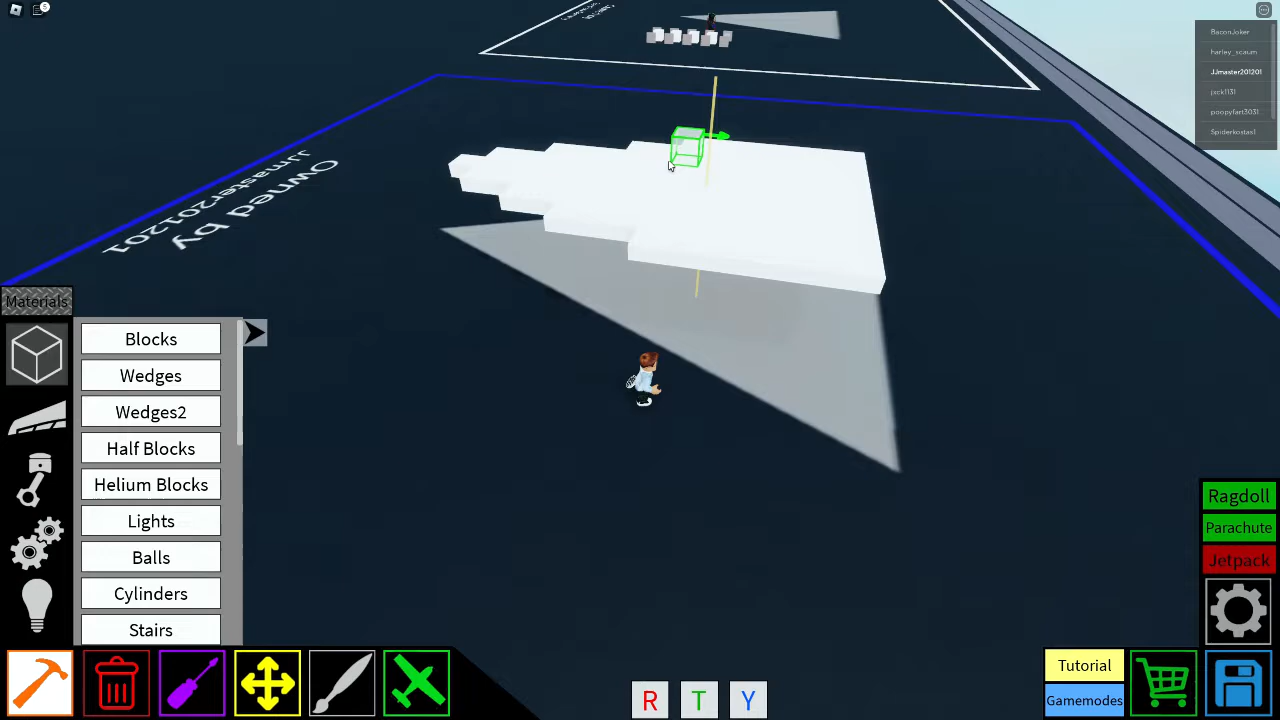 5
BaconJoker
harley_scaum
JJmaster201201
jack1131
poopyfart3031
Spiderkostas1
Owned by
JJmaster201201
Materials
Blocks
Wedges
Wedges2
Half Blocks
Helium Blocks
Lights
Balls
Cylinders
Stairs
Ragdoll
Parachute
Jetpack
Tutorial
Gamemodes
R
T
Y